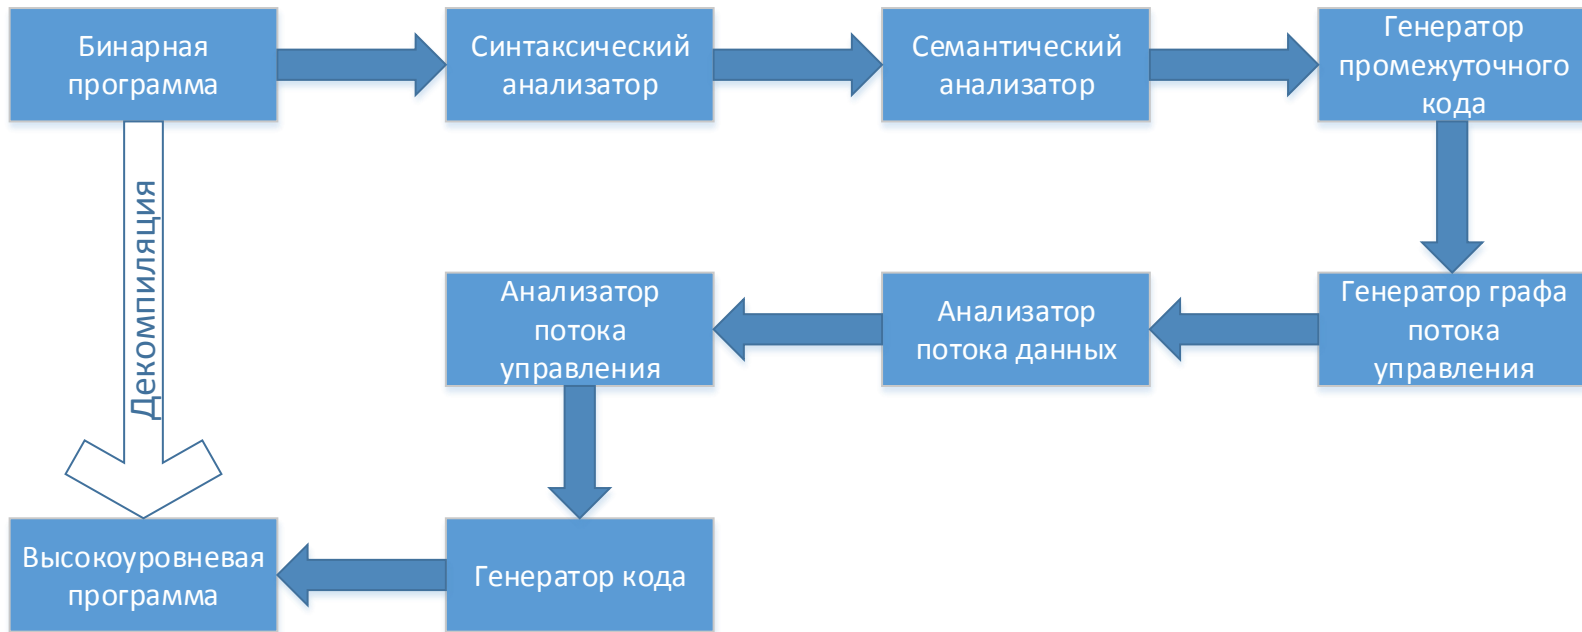 Бинарная
программа
Синтаксический
анализатор
Семантический
анализатор
Генератор
промежуточного
кода
Декомпиляция
Анализатор
потока
управления
Анализатор
потока данных
Генератор графа
потока
управления
Высокоуровневая
программа
Генератор кода